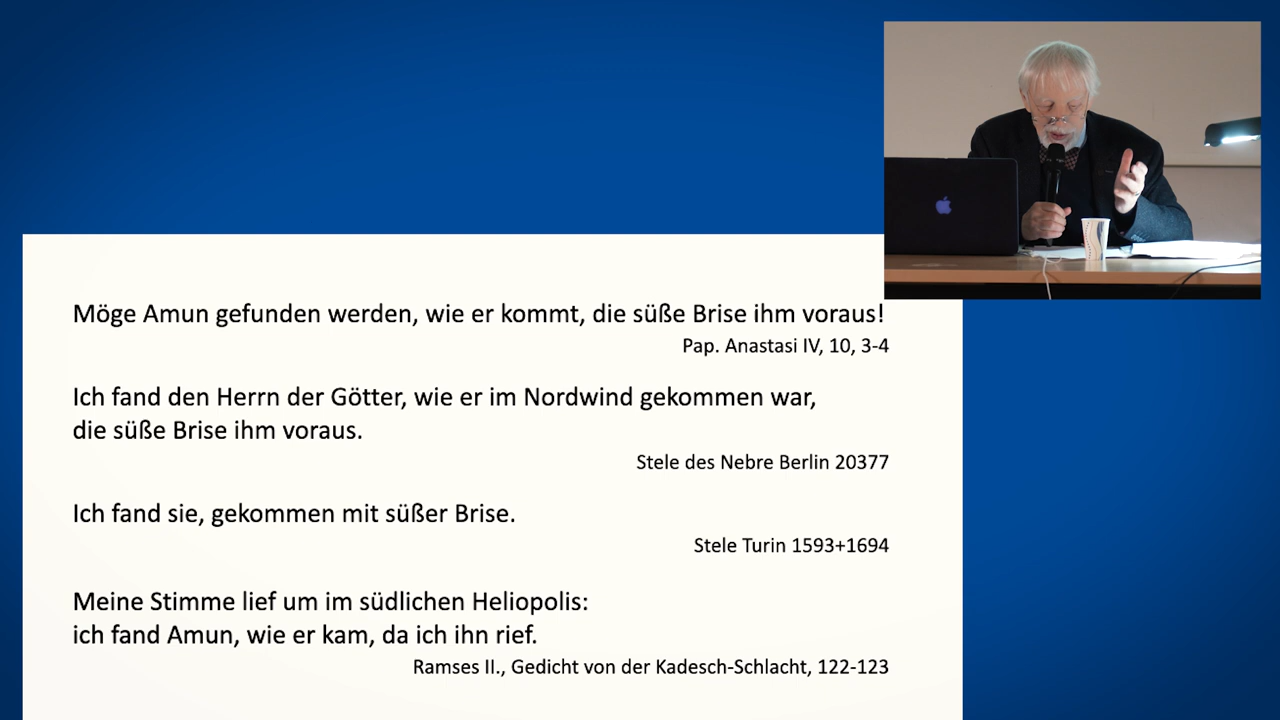 Möge Amun gefunden werden, wie er kommt, die süße Brise ihm voraus!
Pap. Anastasi IV, 10, 3-4
Ich fand den Herrn der Götter, wie er im Nordwind gekommen war,
die süße Brise ihm voraus.
Stele des Nebre Berlin 20377
Ich fand sie, gekommen mit süßer Brise.
Stele Turin 1593+1694
Meine Stimme lief um im südlichen Heliopolis:
ich fand Amun, wie er kam, da ich ihn rief.
Ramses II., Gedicht von der Kadesch-Schlacht, 122-123